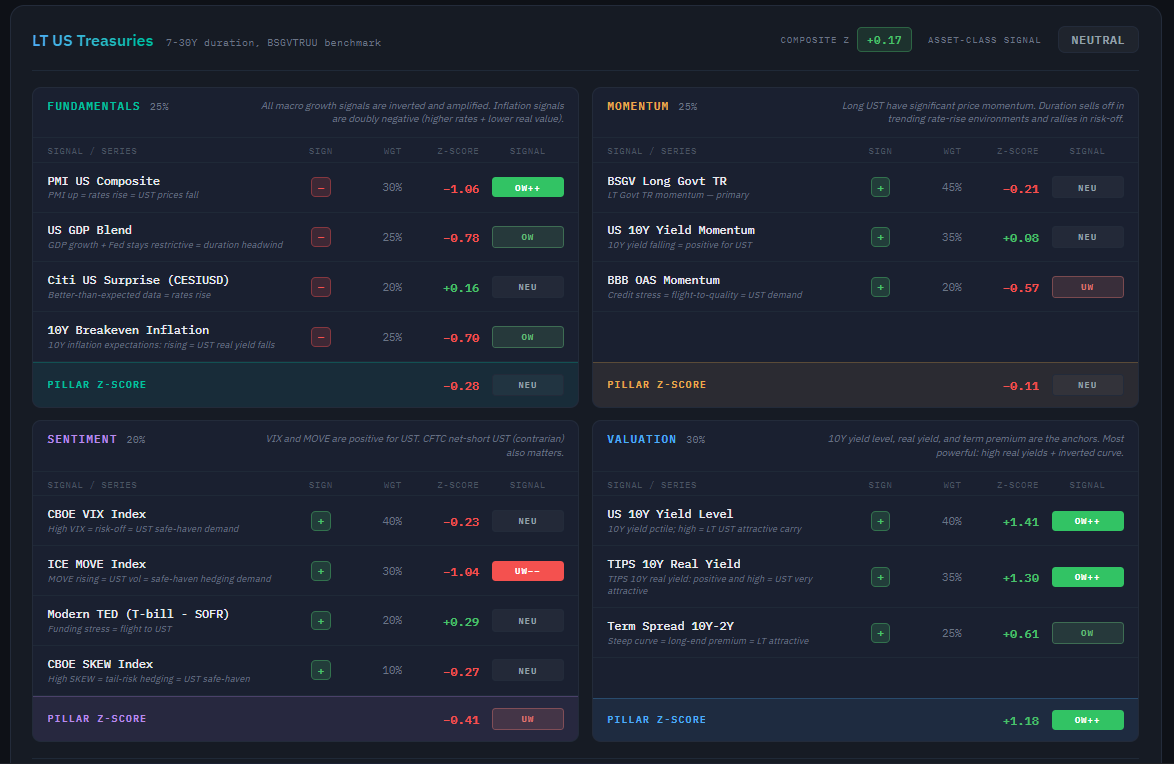 LT US Treasuries 7-30Y duration, BSGVTRUU benchmark COMPOSITE Z +0.17 ASSET-CLASS SIGNAL NEUTRAL
FUNDAMENTALS 25% All macro growth signals are inverted and amplified. Inflation signals
are doubly negative (higher rates + lower real value).
SIGNAL / SERIES SIGN WGT Z-SCORE SIGNAL
PMI US Composite − 30% −1.06 OW++
PMI up = rates rise = UST prices fall
US GDP Blend − 25% −0.78 OW
GDP growth + Fed stays restrictive = duration headwind
Citi US Surprise (CESIUSD) − 20% +0.16 NEU
Better-than-expected data = rates rise
10Y Breakeven Inflation − 25% −0.70 OW
10Y inflation expectations: rising = UST real yield falls
PILLAR Z-SCORE −0.28 NEU
MOMENTUM 25% Long UST have significant price momentum. Duration sells off in
trending rate-rise environments and rallies in risk-off.
SIGNAL / SERIES SIGN WGT Z-SCORE SIGNAL
BSGV Long Govt TR + 45% −0.21 NEU
LT Govt TR momentum — primary
US 10Y Yield Momentum + 35% +0.08 NEU
10Y yield falling = positive for UST
BBB OAS Momentum + 20% −0.57 UW
Credit stress = flight-to-quality = UST demand
PILLAR Z-SCORE −0.11 NEU
SENTIMENT 20% VIX and MOVE are positive for UST. CFTC net-short UST (contrarian)
also matters.
SIGNAL / SERIES SIGN WGT Z-SCORE SIGNAL
CBOE VIX Index + 40% −0.23 NEU
High VIX = risk-off = UST safe-haven demand
ICE MOVE Index + 30% −1.04 UW−−
MOVE rising = UST vol = safe-haven hedging demand
Modern TED (T-bill - SOFR) + 20% +0.29 NEU
Funding stress = flight to UST
CBOE SKEW Index + 10% −0.27 NEU
High SKEW = tail-risk hedging = UST safe-haven
PILLAR Z-SCORE −0.41 UW
VALUATION 30% 10Y yield level, real yield, and term premium are the anchors. Most
powerful: high real yields + inverted curve.
SIGNAL / SERIES SIGN WGT Z-SCORE SIGNAL
US 10Y Yield Level + 40% +1.41 OW++
10Y yield pctile; high = LT UST attractive carry
TIPS 10Y Real Yield + 35% +1.30 OW++
TIPS 10Y real yield: positive and high = UST very
attractive
Term Spread 10Y-2Y + 25% +0.61 OW
Steep curve = long-end premium = LT attractive
PILLAR Z-SCORE +1.18 OW++